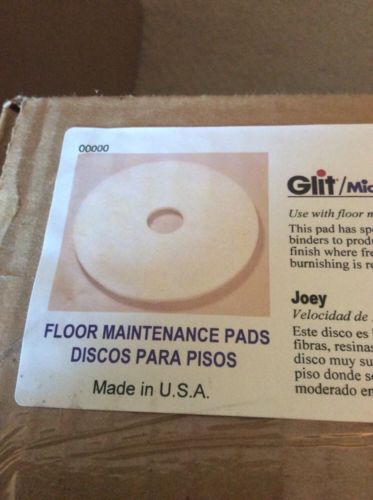 00000
FLOOR MAINTENANCE PADS
DISCOS PARA PISOS
Made in U.S.A.
Glit/Mic
Use with floor m
This pad has spe
binders to produ
finish where fre
burnishing is re
Joey
Velocidad de
Este disco es
fibras, resinas
disco muy su
piso donde s
moderado en